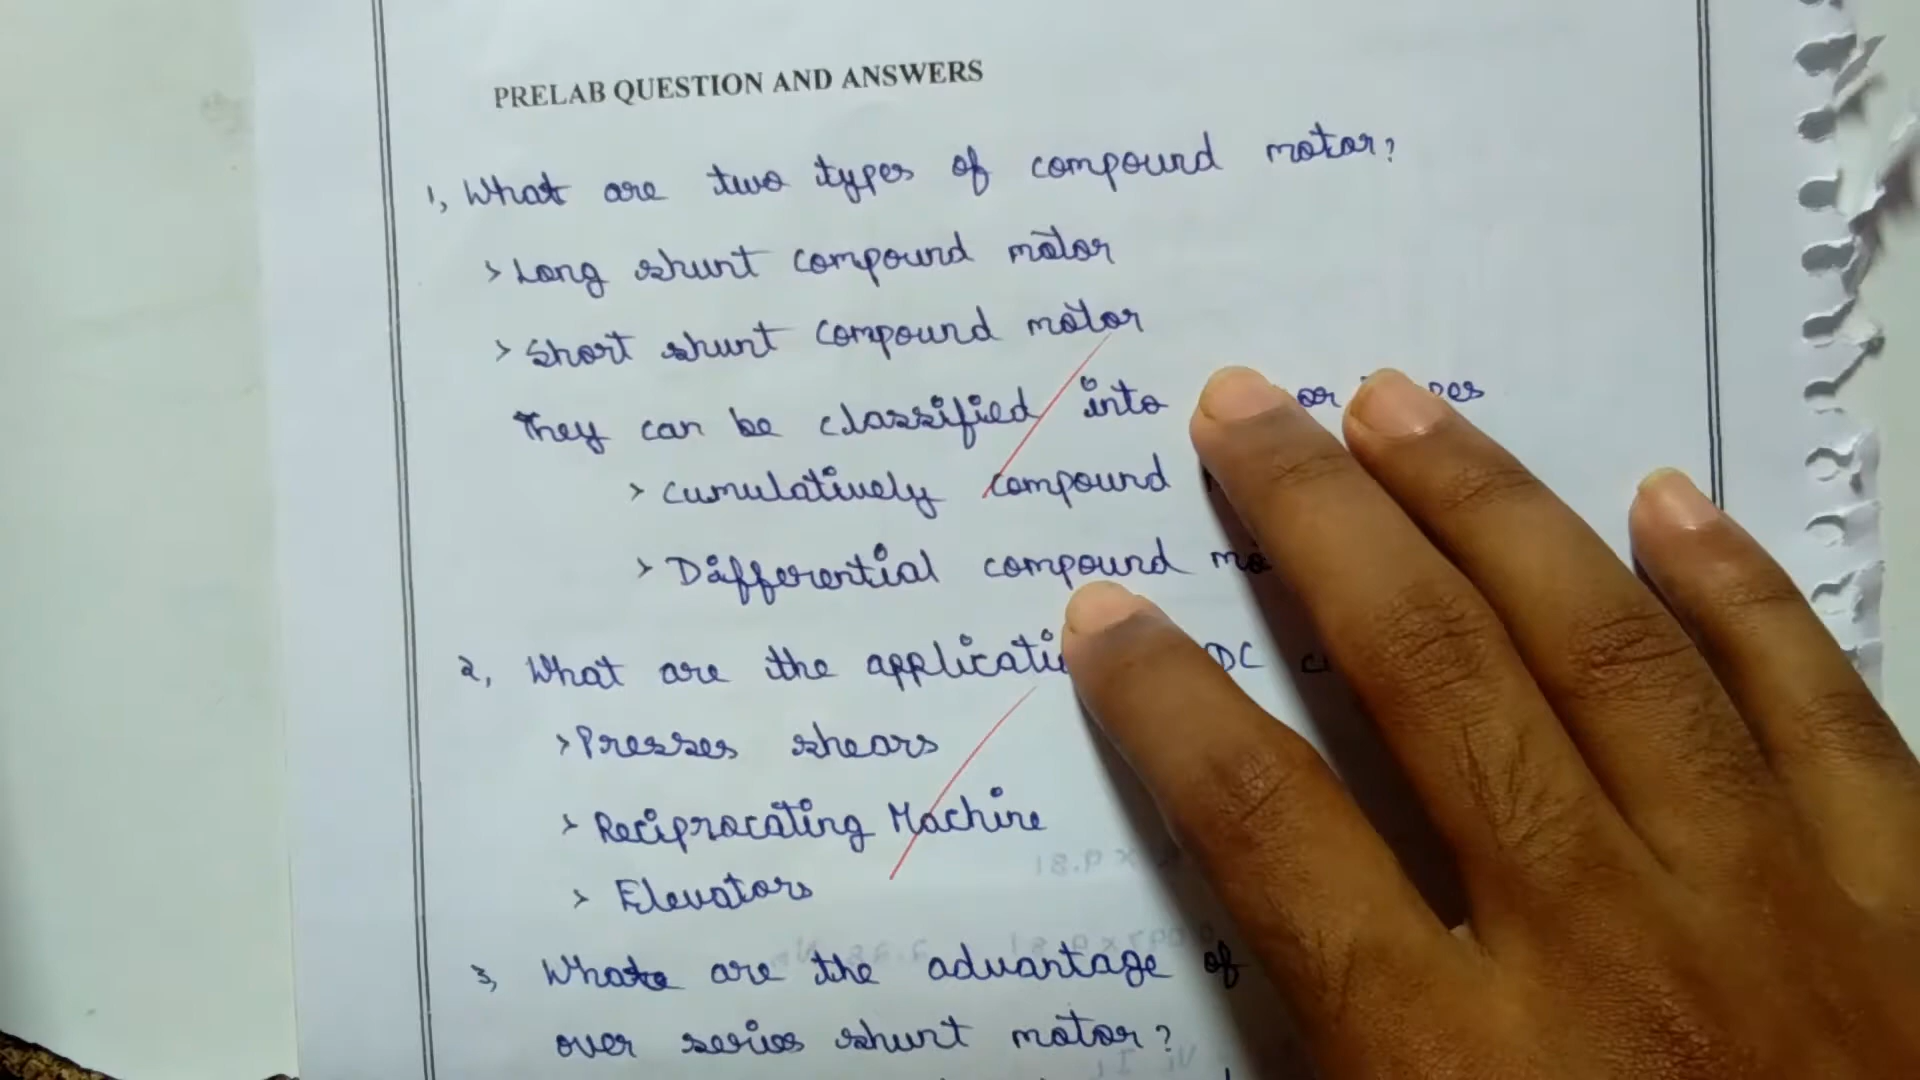 PRELAB QUESTION AND ANSWERS
1, What are two types of compound motor?
> Long shunt compound motor
> Short shunt compound motor
They can be classified into
> Cumulatively compound
> Differential compound
2, What are the DC
> Presses shears
> Reciprocating Machine
> Elevators
3, What are the advantage of
over series shunt motor?